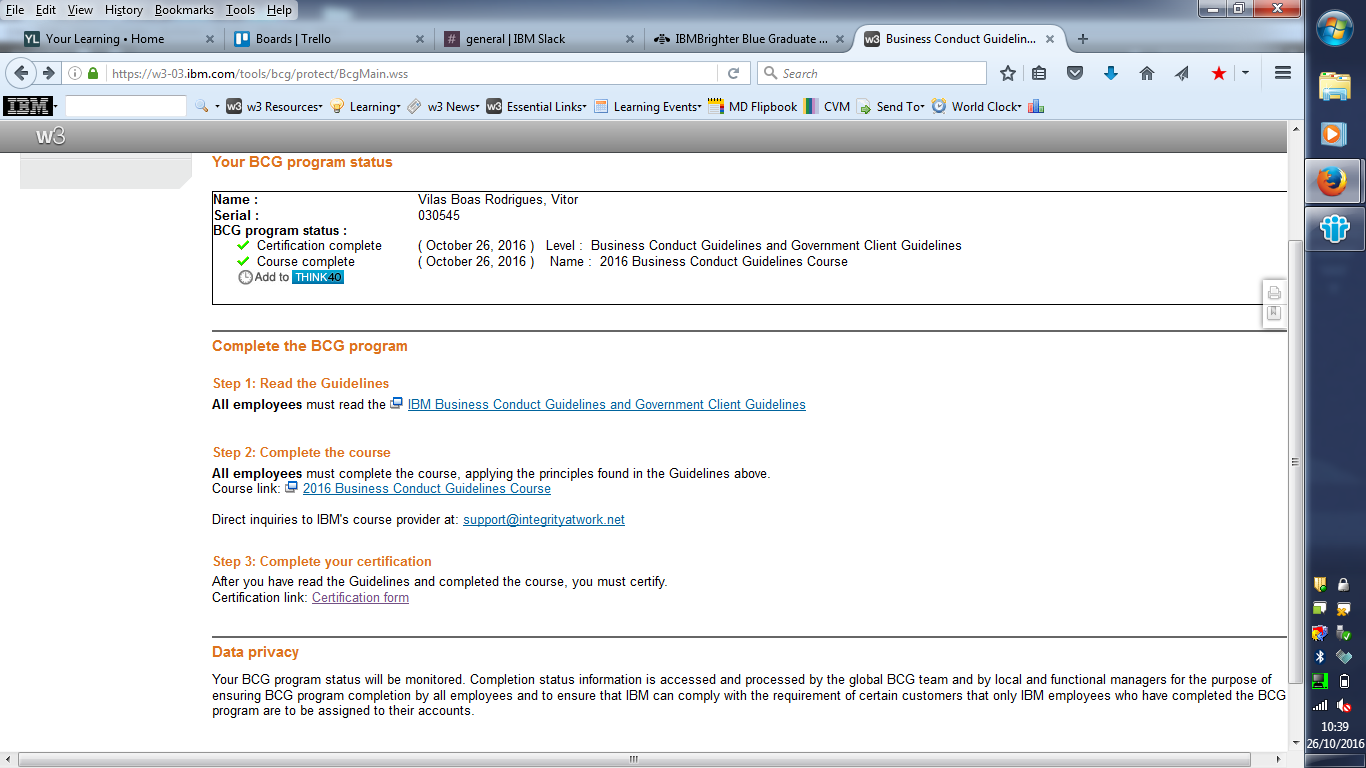 File Edit View History Bookmarks Tools Help
YL Your Learning • Home
Boards | Trello
# general | IBM Slack
IBMBrighter Blue Graduate ...
w3 Business Conduct Guidelin...
https://w3-03.ibm.com/tools/bcg/protect/BcgMain.wss
Search
IBM
w3 w3 Resources
Learning
w3 News
w3 Essential Links
Learning Events
MD Flipbook
CVM
Send To
World Clock
w3
Your BCG program status
Name : Vilas Boas Rodrigues, Vitor
Serial : 030545
BCG program status :
Certification complete ( October 26, 2016 ) Level : Business Conduct Guidelines and Government Client Guidelines
Course complete ( October 26, 2016 ) Name : 2016 Business Conduct Guidelines Course
Add to THINK40
Complete the BCG program
Step 1: Read the Guidelines
All employees must read the IBM Business Conduct Guidelines and Government Client Guidelines
Step 2: Complete the course
All employees must complete the course, applying the principles found in the Guidelines above.
Course link: 2016 Business Conduct Guidelines Course
Direct inquiries to IBM's course provider at: support@integrityatwork.net
Step 3: Complete your certification
After you have read the Guidelines and completed the course, you must certify.
Certification link: Certification form
Data privacy
Your BCG program status will be monitored. Completion status information is accessed and processed by the global BCG team and by local and functional managers for the purpose of
ensuring BCG program completion by all employees and to ensure that IBM can comply with the requirement of certain customers that only IBM employees who have completed the BCG
program are to be assigned to their accounts.
10:39
26/10/2016